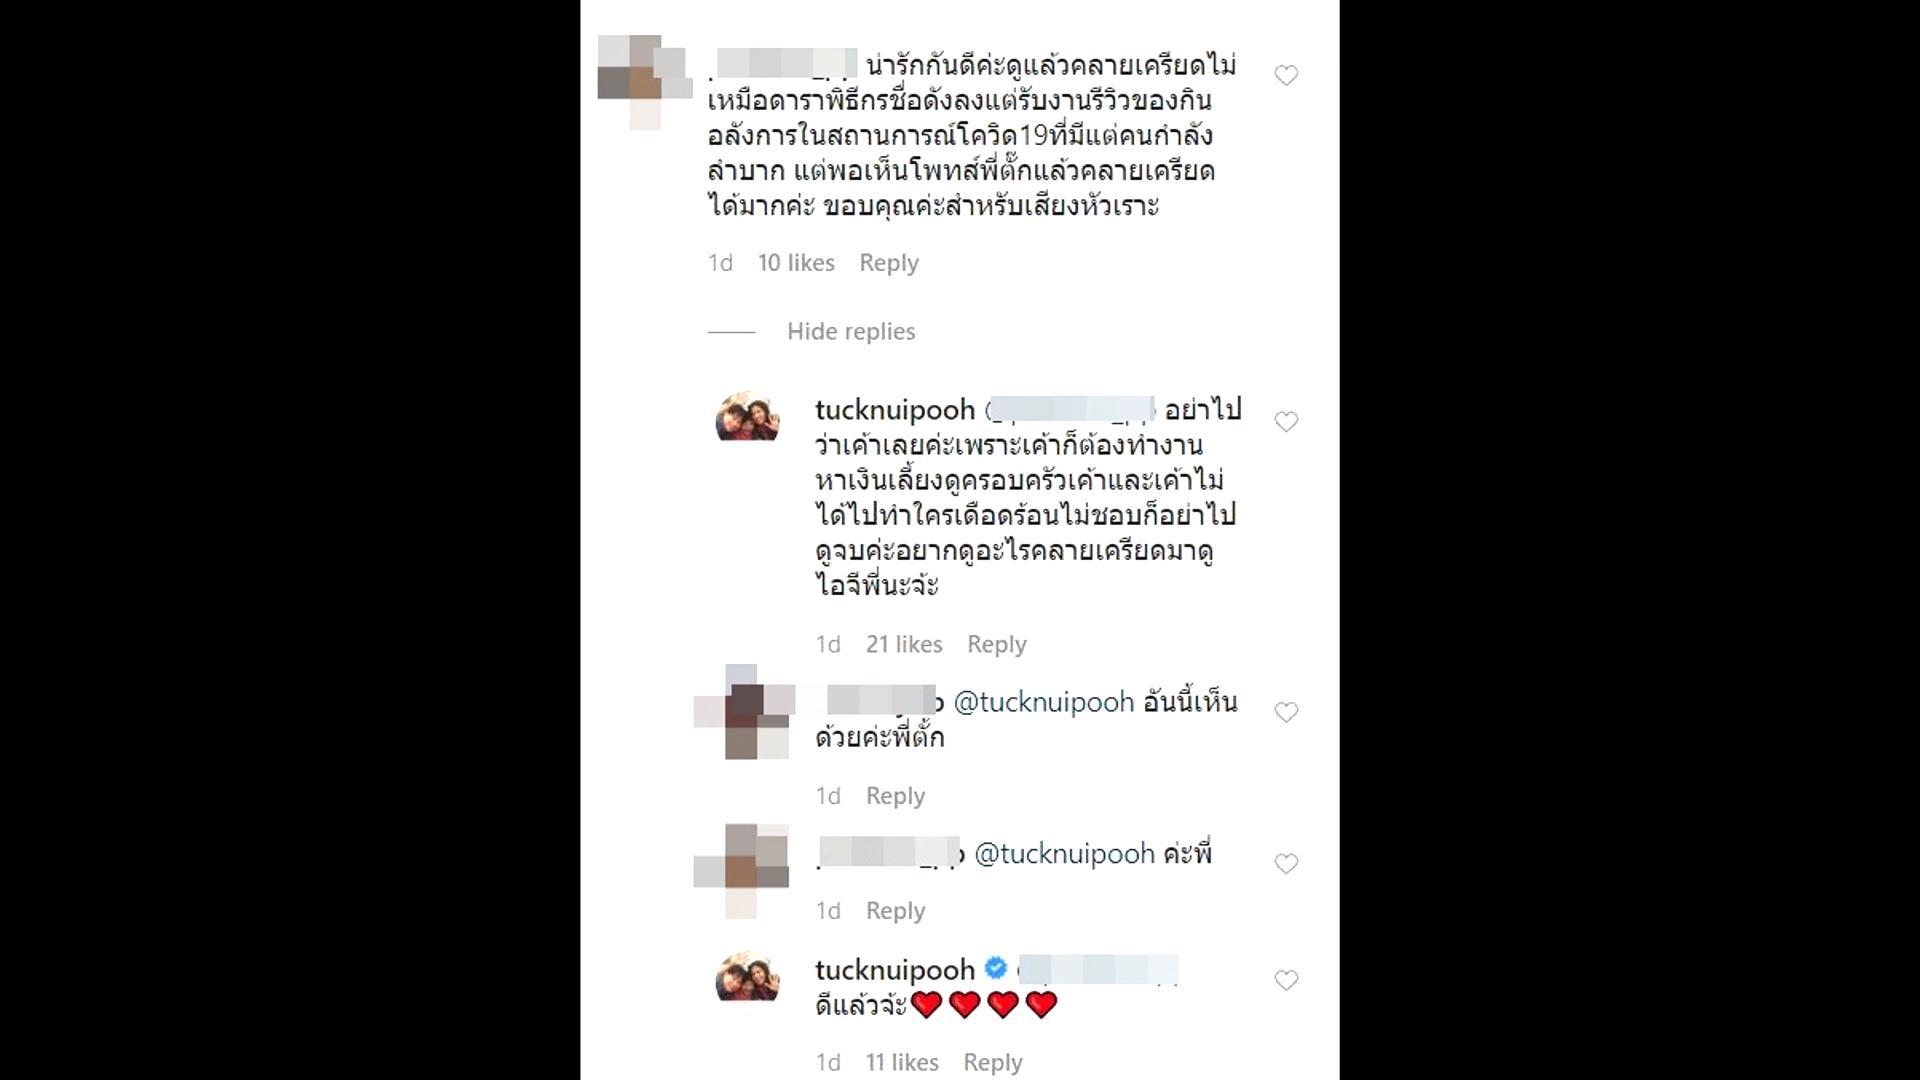 น่ารักกันดีค่ะดูแล้วคลายเครียดไม่
เหมือดาราพิธีกรชื่อดังลงแต่รับงานรีวิวของกิน
อลังการในสถานการณ์โควิด19ที่มีแต่คนกำลัง
ลำบาก แต่พอเห็นโพทส์พี่ตั๊กแล้วคลายเครียด
ได้มากค่ะ ขอบคุณค่ะสำหรับเสียงหัวเราะ
1d 10 likes Reply
Hide replies
tucknuipooh อย่าไป
ว่าเค้าเลยค่ะเพราะเค้าก็ต้องทำงาน
หาเงินเลี้ยงดูครอบครัวเค้าและเค้าไม่
ได้ไปทำใครเดือดร้อนไม่ชอบก็อย่าไป
ดูจบค่ะอยากดูอะไรคลายเครียดมาดู
ไอจีพี่นะจ้ะ
1d 21 likes Reply
@tucknuipooh อันนี้เห็น
ด้วยค่ะพี่ตั้ก
1d Reply
@tucknuipooh ค่ะพี่
1d Reply
tucknuipooh
ดีแล้วจ้ะ❤️❤️❤️❤️
1d 11 likes Reply